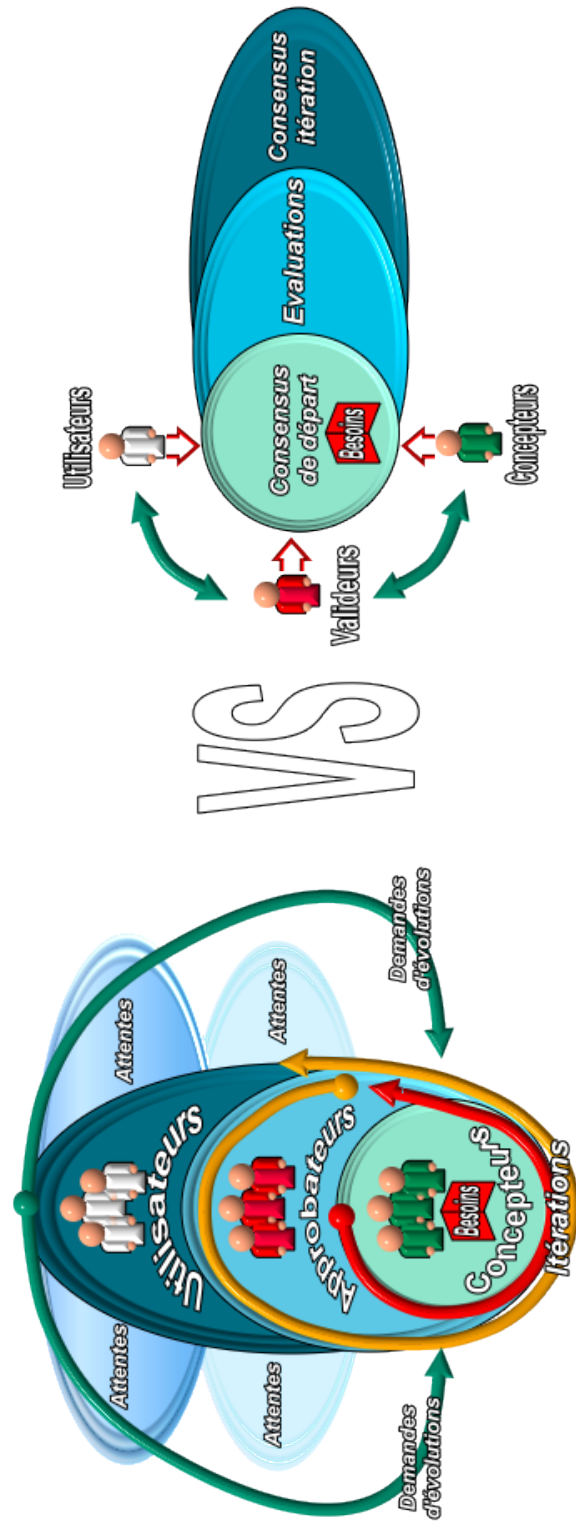 Attentes
Attentes
Utilisateurs
Attentes
Attentes
Approbateurs
Besoins
Concepteurs
Itérations
Demandes
d'évolutions
Demandes
d'évolutions
VS
Utilisateurs
Valideurs
Concepteurs
Consensus
de départ
Besoins
Evaluations
Consensus
itération